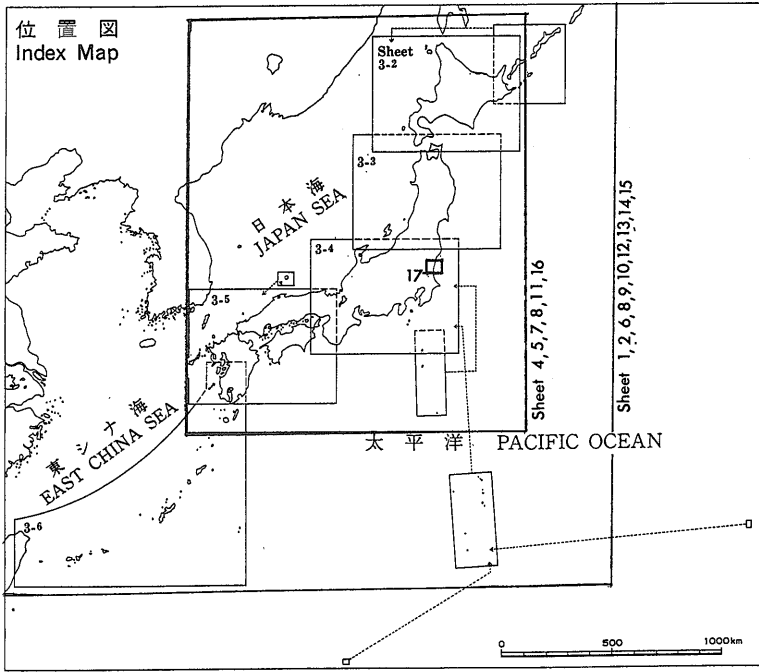 位置図
Index Map
Sheet
3-2
3-3
日本海
JAPAN SEA
3-4
17
3-5
Sheet 4,5,7,8,11,16
Sheet 1,2,6,8,9,10,12,13,14,15
東シナ海
EAST CHINA SEA
太平洋 PACIFIC OCEAN
3-6
0 500 1000km